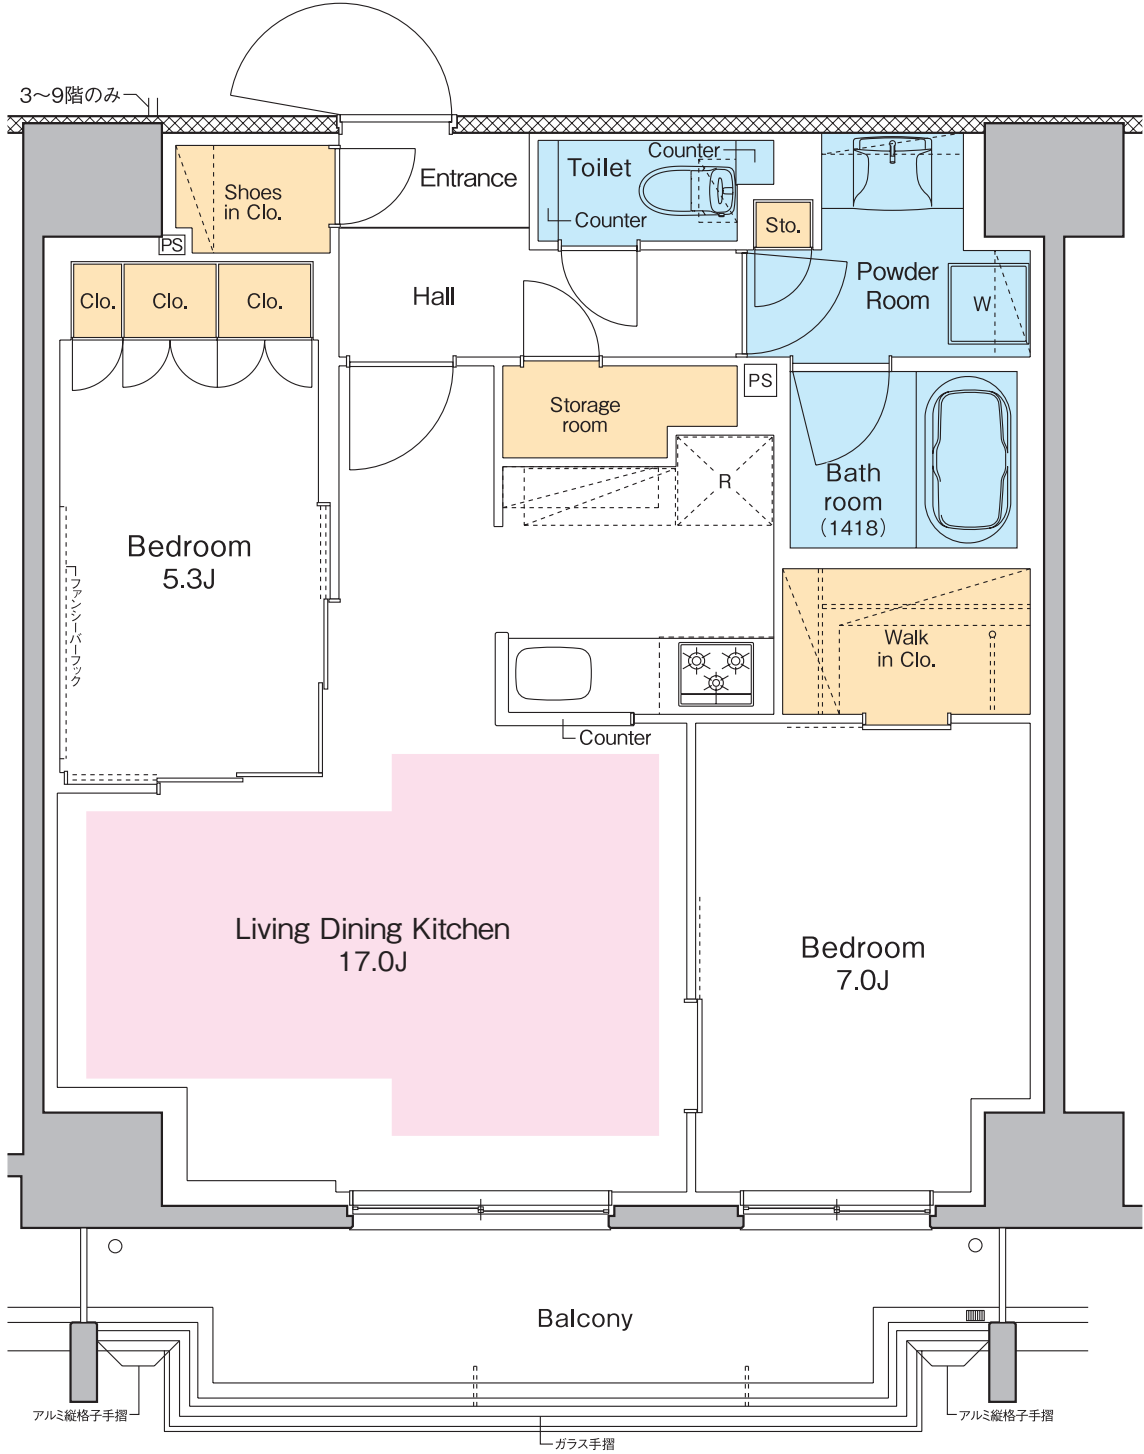 3〜9階のみ
Toilet
Counter
Counter
Entrance
Shoes
in Clo.
Sto.
PS
Powder
Room
W
Hall
Clo.
Clo.
Clo.
PS
Storage
room
R
Bath
room
(1418)
Bedroom
5.3J
ファンシーバーフック
Walk
in Clo.
Counter
Living Dining Kitchen
17.0J
Bedroom
7.0J
Balcony
アルミ縦格子手摺
アルミ縦格子手摺
ガラス手摺